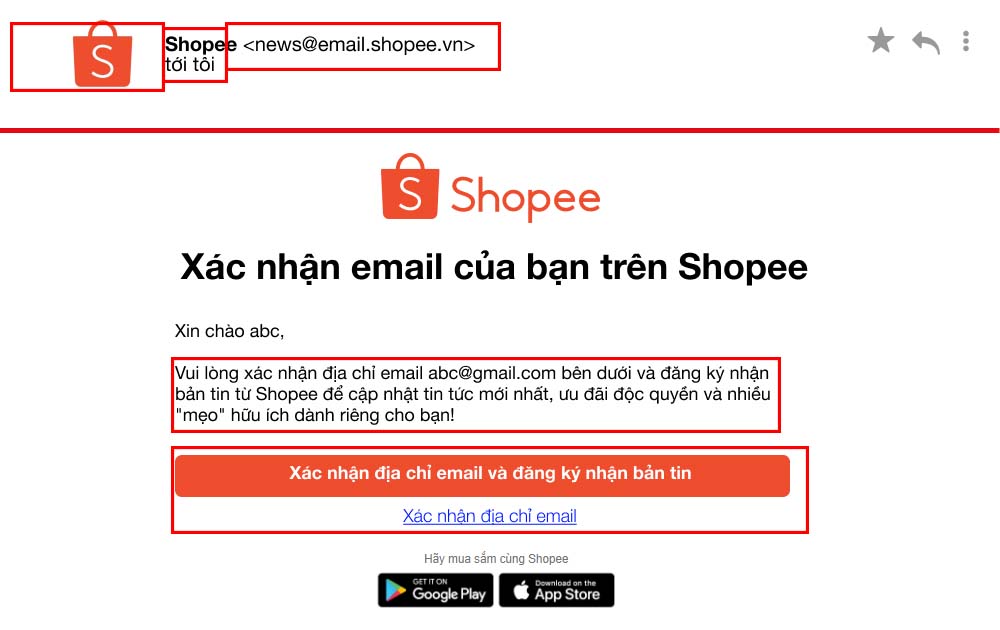 S
Shopee <news@email.shopee.vn>
tới tôi
S Shopee
Xác nhận email của bạn trên Shopee
Xin chào abc,
Vui lòng xác nhận địa chỉ email abc@gmail.com bên dưới và đăng ký nhận
bản tin từ Shopee để cập nhật tin tức mới nhất, ưu đãi độc quyền và nhiều
"mẹo" hữu ích dành riêng cho bạn!
Xác nhận địa chỉ email và đăng ký nhận bản tin
Xác nhận địa chỉ email
Hãy mua sắm cùng Shopee
GET IT ON
Google Play
Download on the
App Store